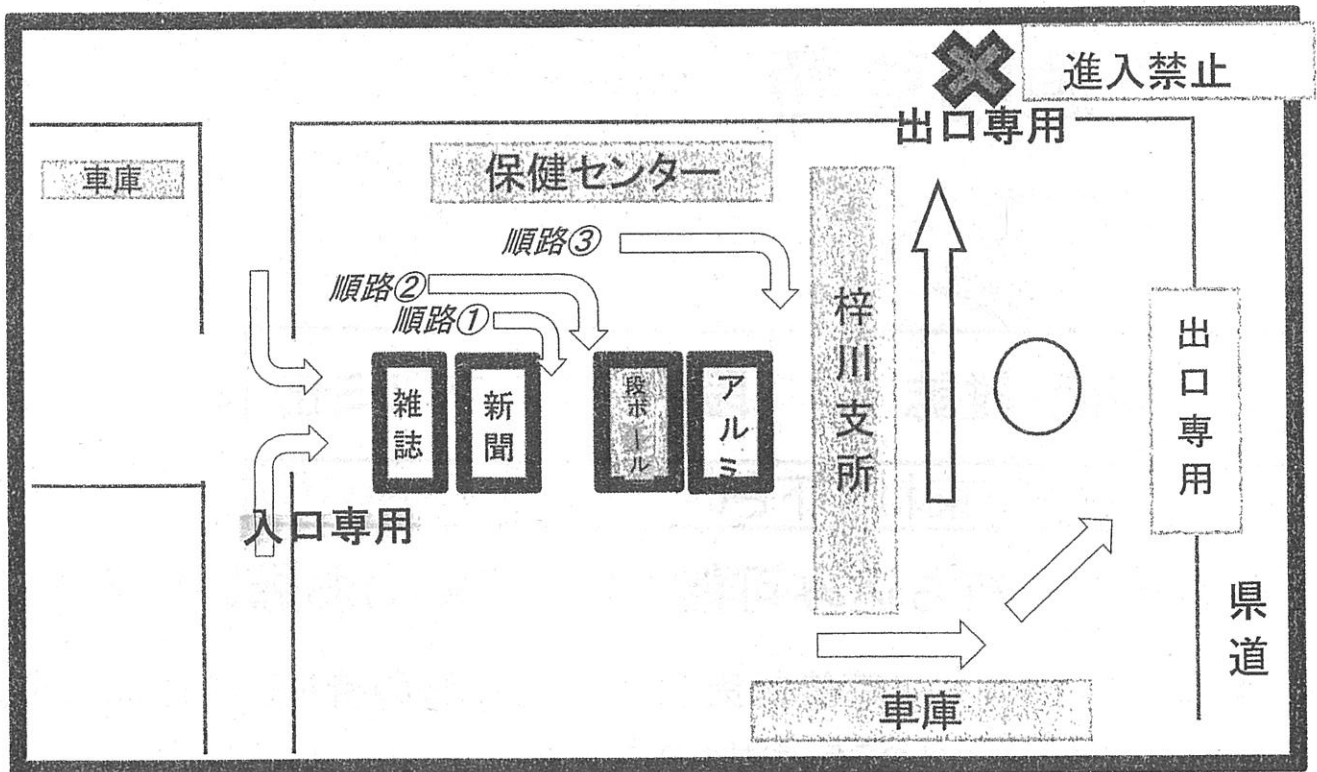 進入禁止
出口専用
車庫
保健センター
順路③
順路②
順路①
雑誌
新聞
段ボール
アルミ
梓川支所
出口専用
入口専用
県道
車庫